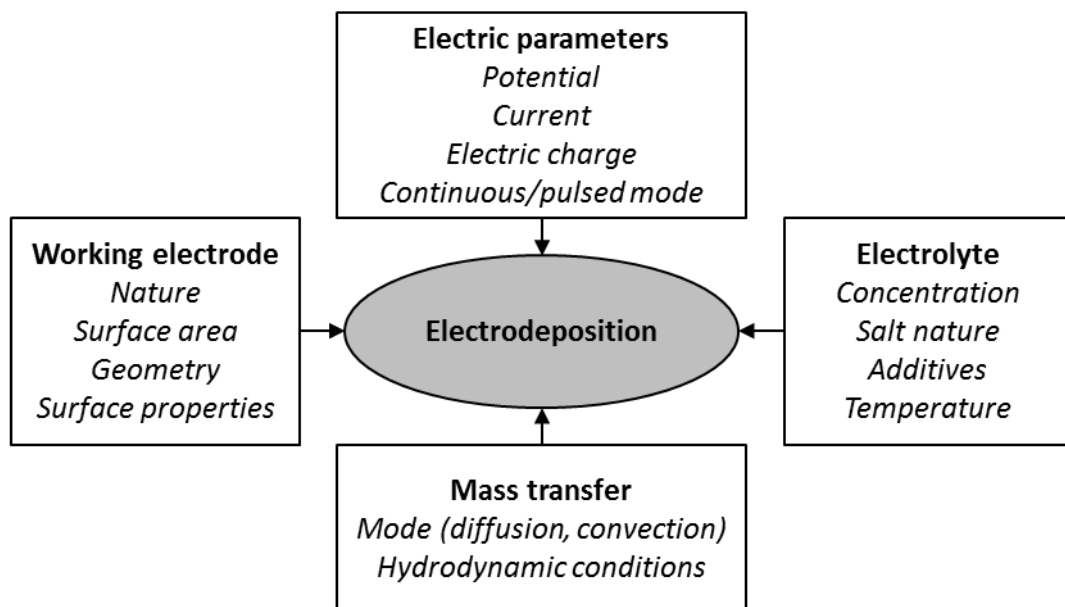 Electric parameters
Potential
Current
Electric charge
Continuous/pulsed mode
Working electrode
Nature
Surface area
Geometry
Surface properties
Electrodeposition
Electrolyte
Concentration
Salt nature
Additives
Temperature
Mass transfer
Mode (diffusion, convection)
Hydrodynamic conditions